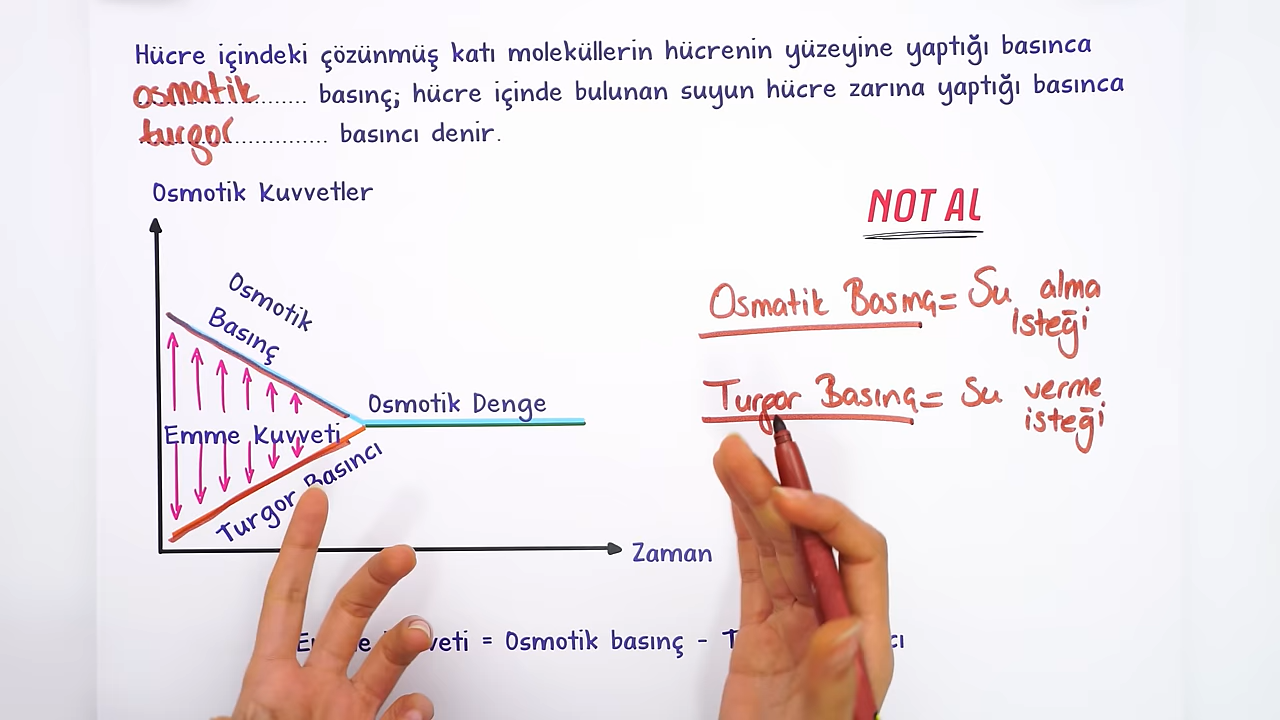 Hücre içindeki çözünmüş katı moleküllerin hücrenin yüzeyine yaptığı basınca
osmatik .......... basınç; hücre içinde bulunan suyun hücre zarına yaptığı basınca
turgor .................. basıncı denir.
Osmotik Kuvvetler
NOT AL
Osmotik
Basınç
Osmatik Basınç = Su alma
isteği
Turgor Basınç = Su verme
isteği
Osmotik Denge
Emme Kuvveti
Turgor Basıncı
Zaman
= Osmotik basınç -